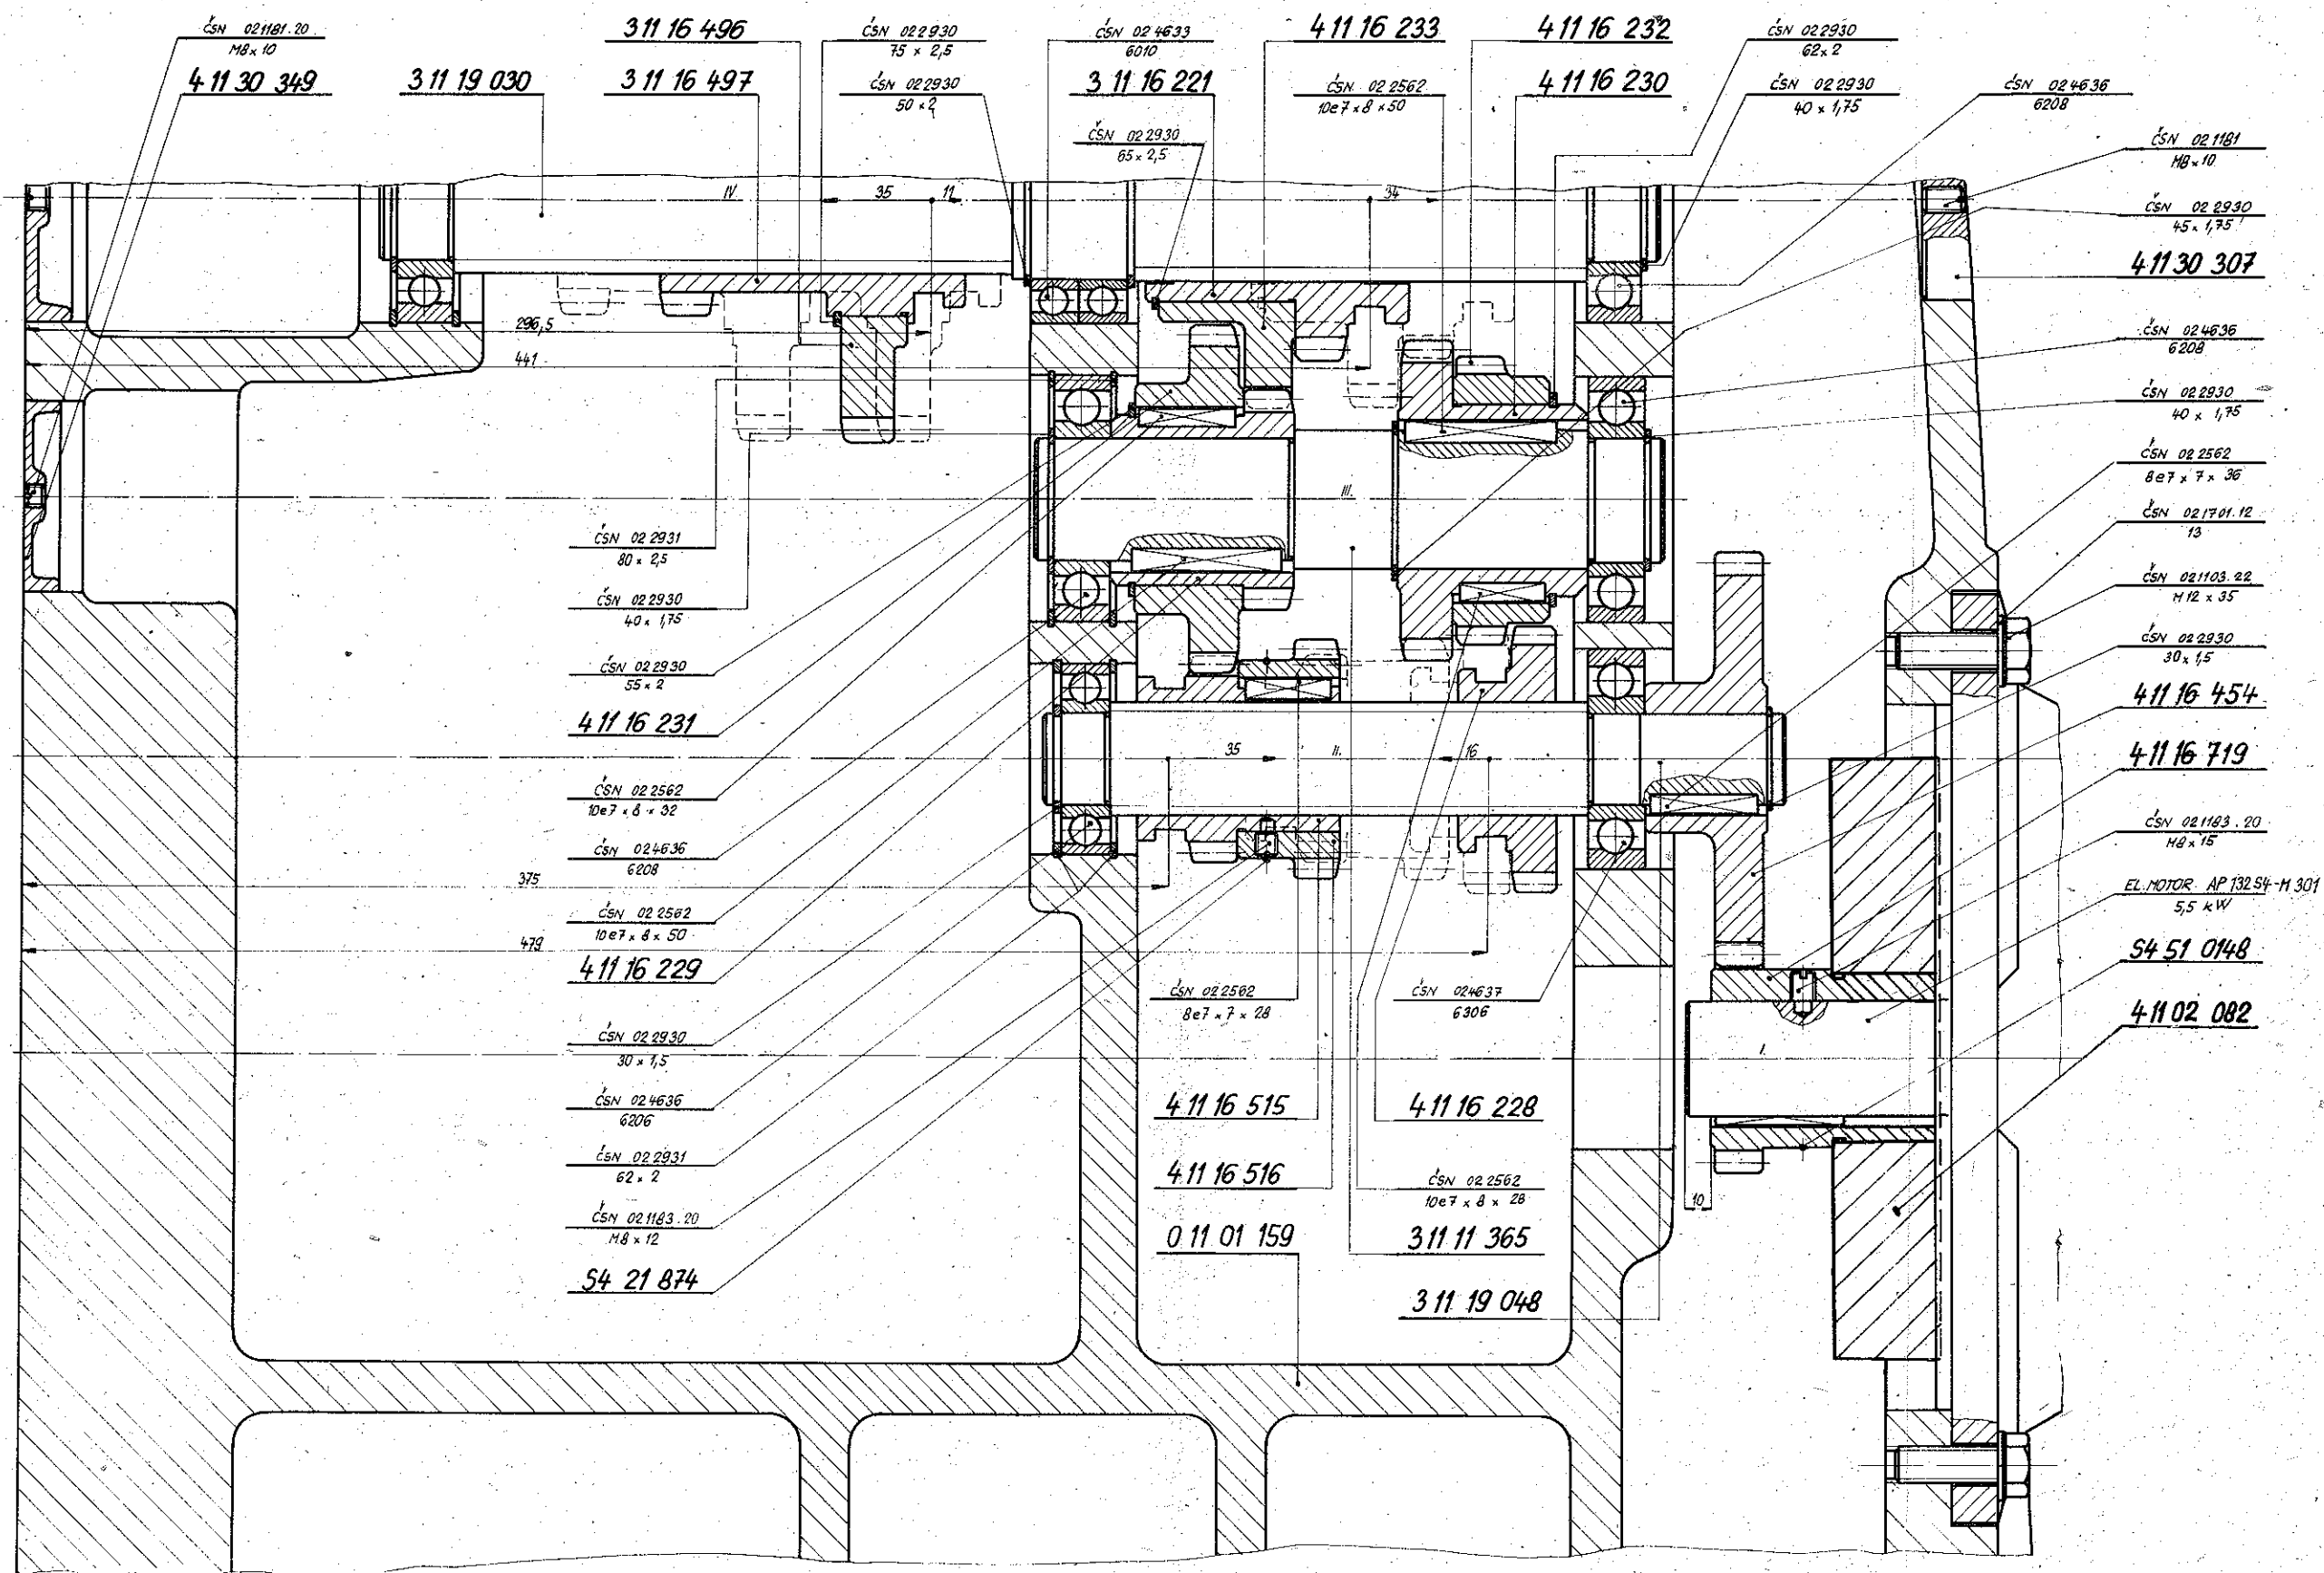 ČSN 021181.20
M8 x 10
4 11 30 349
3 11 19 030
3 11 16 496
3 11 16 497
ČSN 022930
75 x 2,5
ČSN 022930
50 x 2
ČSN 024633
6010
3 11 16 221
ČSN 022930
65 x 2,5
4 11 16 233
ČSN 022562
10e7 x 8 x 50
4 11 16 232
4 11 16 230
ČSN 022930
62 x 2
ČSN 022930
40 x 1,75
ČSN 024636
6208
ČSN 021181
M8 x 10
ČSN 022930
45 x 1,75
4 11 30 307
ČSN 024636
6208
ČSN 022930
40 x 1,75
ČSN 022562
8e7 x 7 x 36
ČSN 021701.12
13
ČSN 021103.22
M12 x 35
ČSN 022930
30 x 1,5
4 11 16 454
4 11 16 719
ČSN 021183.20
M8 x 15
EL. MOTOR AP 132 S4-M 301
5,5 kW
S4 51 0148
4 11 02 082
IV.
35
11
34
296,5
441
III.
35
II.
16
375
479
I.
10
ČSN 022931
80 x 2,5
ČSN 022930
40 x 1,75
ČSN 022930
55 x 2
4 11 16 231
ČSN 022562
10e7 x 8 x 32
ČSN 024636
6208
ČSN 022562
10e7 x 8 x 50
4 11 16 229
ČSN 022930
30 x 1,5
ČSN 024636
6206
ČSN 022931
62 x 2
ČSN 021183.20
M8 x 12
S4 21 874
ČSN 022562
8e7 x 7 x 28
4 11 16 515
4 11 16 516
0 11 01 159
ČSN 024637
6306
4 11 16 228
ČSN 022562
10e7 x 8 x 28
3 11 11 365
3 11 19 048